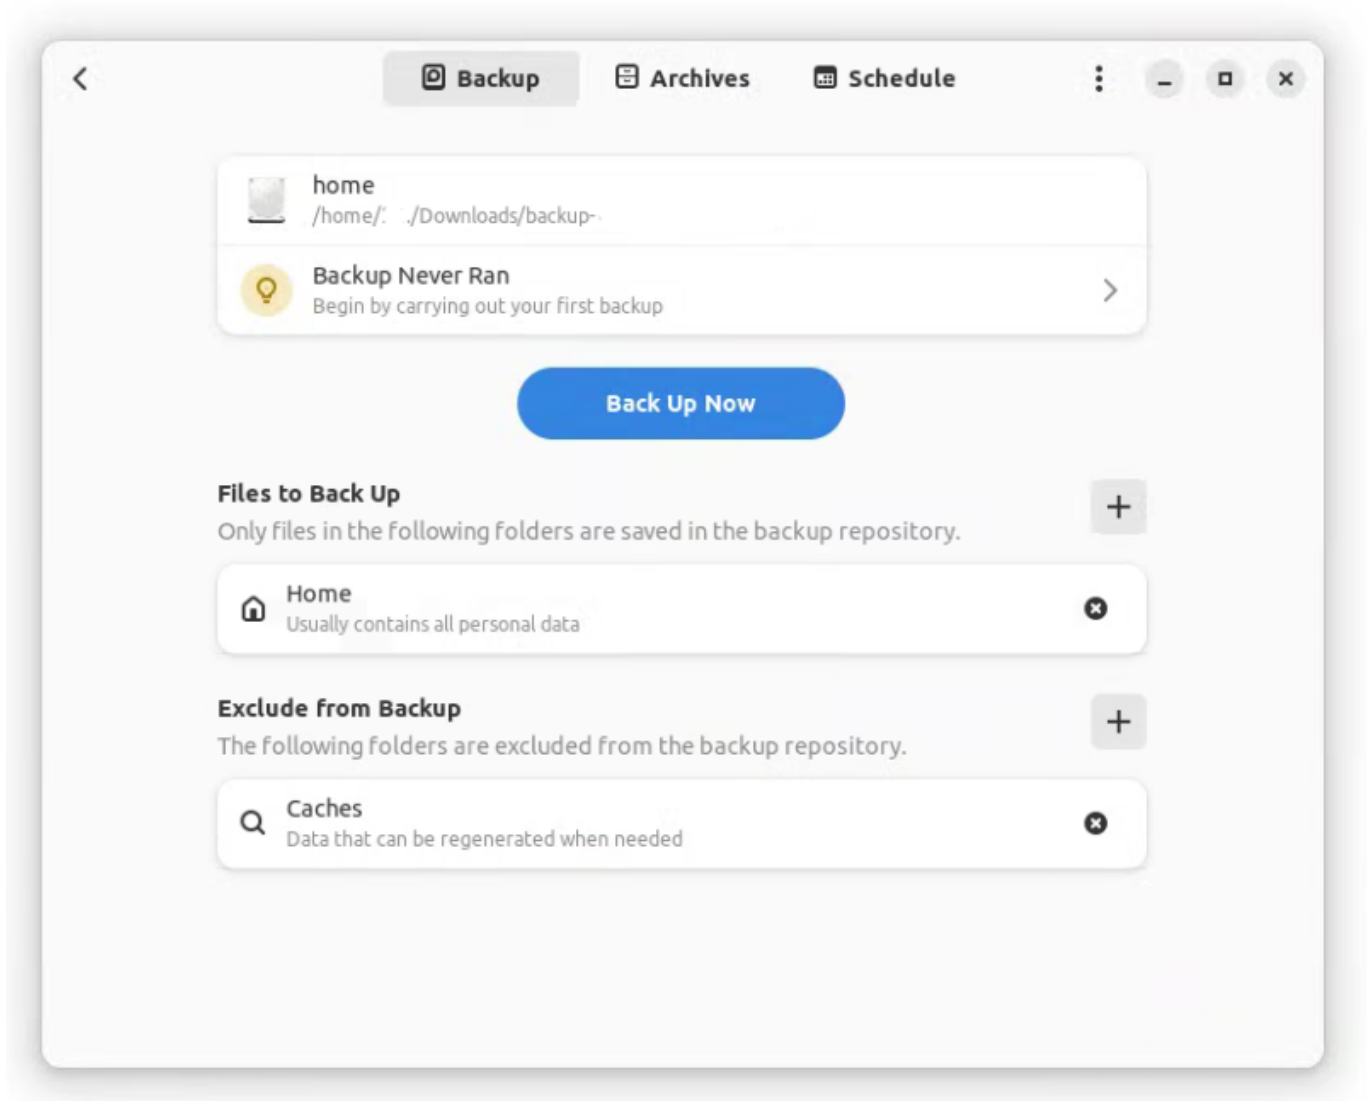 Backup Archives Schedule
home
/home/ ./Downloads/backup-
Backup Never Ran
Begin by carrying out your first backup
Back Up Now
Files to Back Up
Only files in the following folders are saved in the backup repository.
Home
Usually contains all personal data
Exclude from Backup
The following folders are excluded from the backup repository.
Caches
Data that can be regenerated when needed